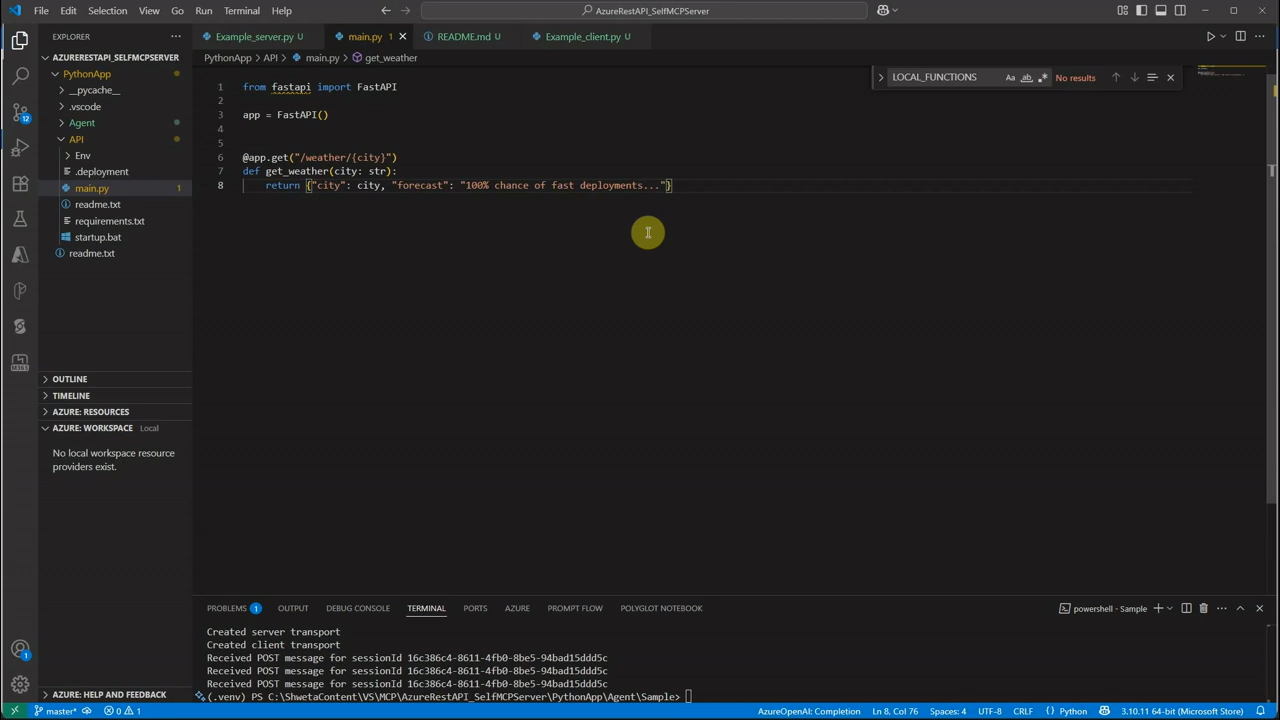 File Edit Selection View Go Run Terminal Help
AzureRestAPI_SelfMCPServer
EXPLORER
AZURERESTAPI_SELFMCPSERVER
PythonApp
__pycache__
.vscode
Agent
API
Env
.deployment
main.py 1
readme.txt
requirements.txt
startup.bat
readme.txt
OUTLINE
TIMELINE
AZURE: RESOURCES
AZURE: WORKSPACE Local
No local workspace resource
providers exist.
AZURE: HELP AND FEEDBACK
12
1
M365
Example_server.py U
main.py 1
README.md U
Example_client.py U
PythonApp > API > main.py > get_weather
LOCAL_FUNCTIONS Aa ab No results
1 from fastapi import FastAPI
2
3 app = FastAPI()
4
5
6 @app.get("/weather/{city}")
7 def get_weather(city: str):
8 return {"city": city, "forecast": "100% chance of fast deployments..."}
PROBLEMS 1 OUTPUT DEBUG CONSOLE TERMINAL PORTS AZURE PROMPT FLOW POLYGLOT NOTEBOOK
powershell - Sample
Created server transport
Created client transport
Received POST message for sessionId 16c386c4-8611-4fb0-8be5-94bad15ddd5c
Received POST message for sessionId 16c386c4-8611-4fb0-8be5-94bad15ddd5c
Received POST message for sessionId 16c386c4-8611-4fb0-8be5-94bad15ddd5c
(.venv) PS C:\ShwetaContent\VS\MCP\AzureRestAPI_SelfMCPServer\PythonApp\Agent\Sample>
master* 0 1
AzureOpenAI: Completion Ln 8, Col 76 Spaces: 4 UTF-8 CRLF {} Python 3.10.11 64-bit (Microsoft Store)